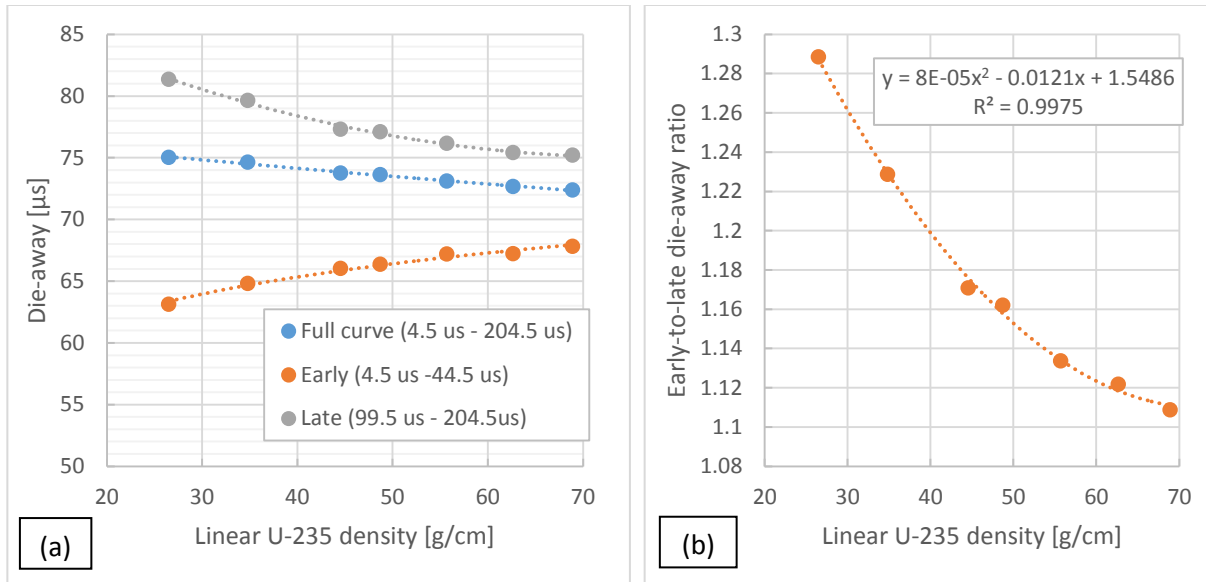 85
80
75
70
65
60
55
50
20 30 40 50 60 70
Die-away [µs]
Linear U-235 density [g/cm]
Full curve (4.5 us - 204.5 us)
Early (4.5 us -44.5 us)
Late (99.5 us - 204.5us)
(a)
1.3
1.28
1.26
1.24
1.22
1.2
1.18
1.16
1.14
1.12
1.1
1.08
20 30 40 50 60 70
Early-to-late die-away ratio
Linear U-235 density [g/cm]
y = 8E-05x² - 0.0121x + 1.5486
R² = 0.9975
(b)